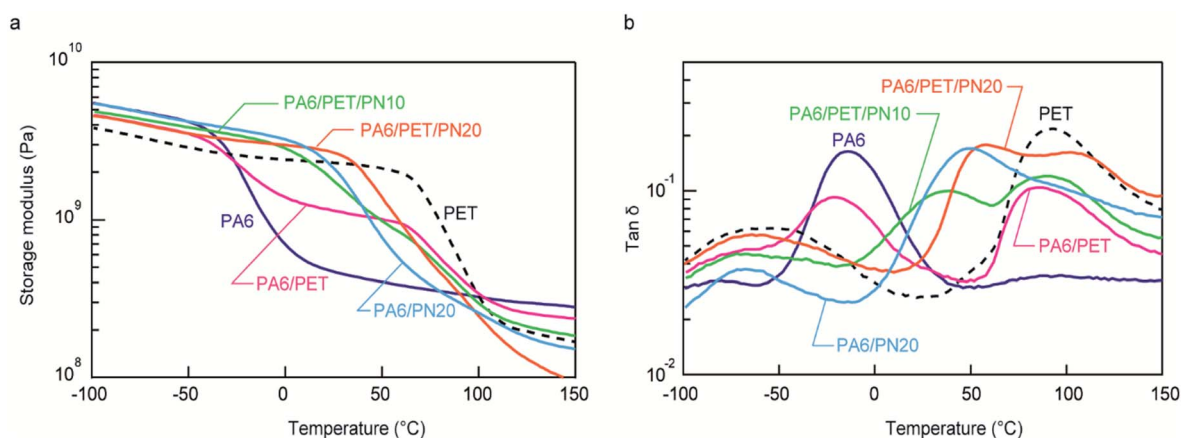 a
10^10
10^9
10^8
Storage modulus (Pa)
PA6/PET/PN10
PA6/PET/PN20
PA6
PET
PA6/PET
PA6/PN20
-100 -50 0 50 100 150
Temperature (°C)
b
10^-1
10^-2
Tan δ
PA6/PET/PN20
PA6/PET/PN10
PET
PA6
PA6/PET
PA6/PN20
-100 -50 0 50 100 150
Temperature (°C)